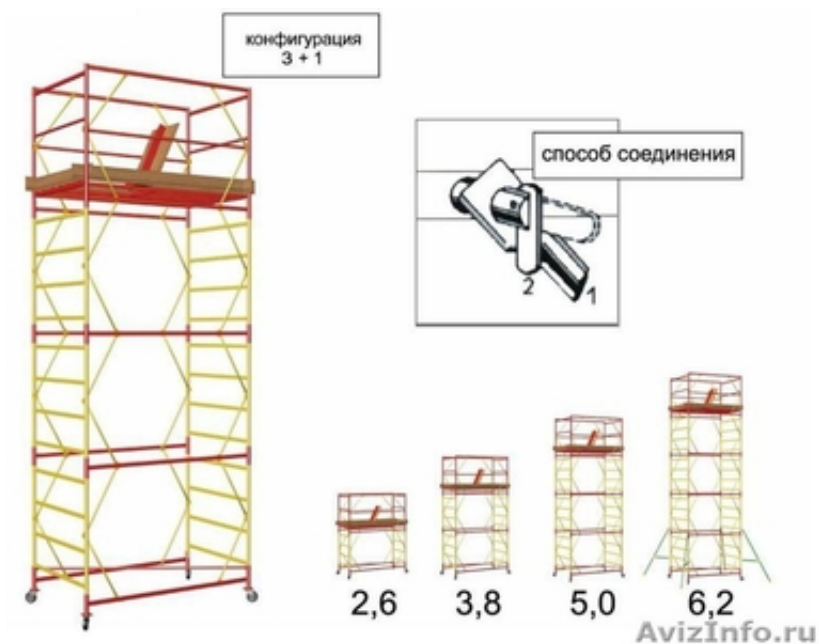 конфигурация
3 + 1
способ соединения
2
1
2,6
3,8
5,0
6,2
AvizInfo.ru